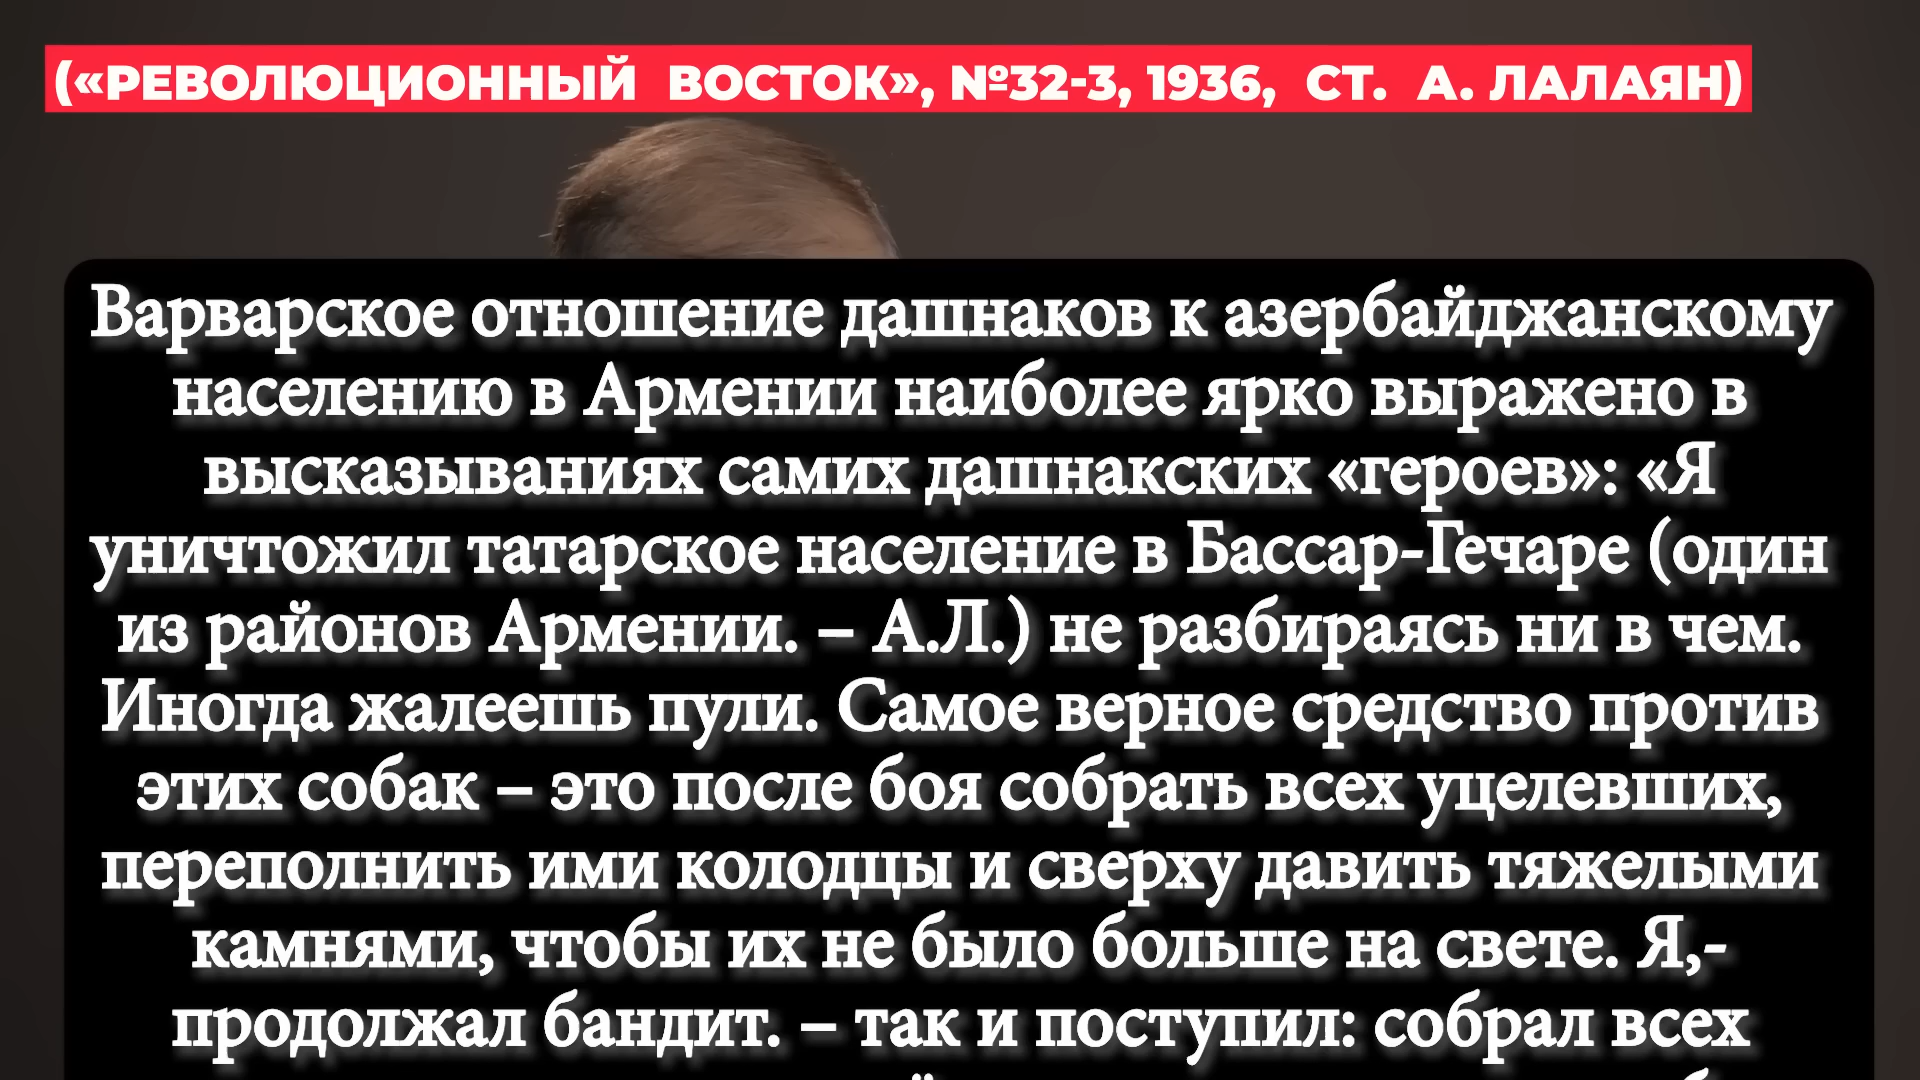 («РЕВОЛЮЦИОННЫЙ ВОСТОК», №32-3, 1936, СТ. А. ЛАЛАЯН)
Варварское отношение дашнаков к азербайджанскому
населению в Армении наиболее ярко выражено в
высказываниях самих дашнакских «героев»: «Я
уничтожил татарское население в Бассар-Гечаре (один
из районов Армении. – А.Л.) не разбираясь ни в чем.
Иногда жалеешь пули. Самое верное средство против
этих собак – это после боя собрать всех уцелевших,
переполнить ими колодцы и сверху давить тяжелыми
камнями, чтобы их не было больше на свете. Я,-
продолжал бандит. – так и поступил: собрал всех